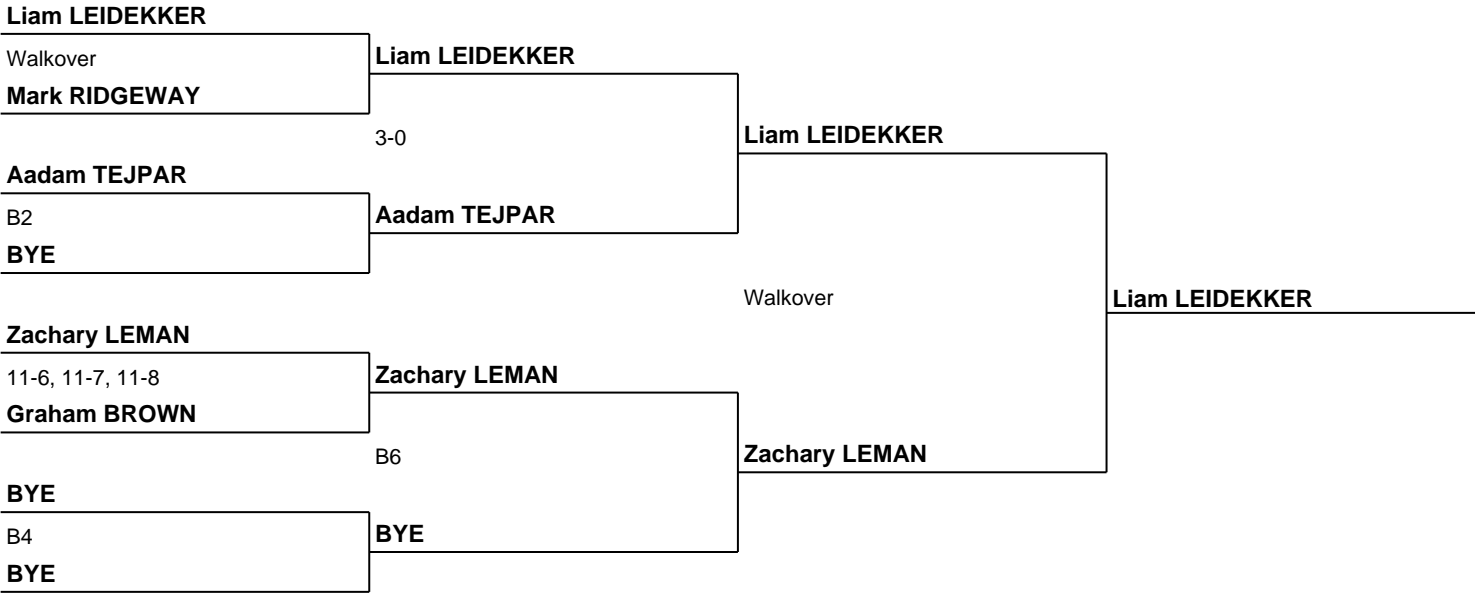 Liam LEIDEKKER
Walkover
Mark RIDGEWAY
Aadam TEJPAR
B2
BYE
Zachary LEMAN
11-6, 11-7, 11-8
Graham BROWN
BYE
B4
BYE
Liam LEIDEKKER
3-0
Aadam TEJPAR
Zachary LEMAN
B6
BYE
Liam LEIDEKKER
Walkover
Zachary LEMAN
Liam LEIDEKKER